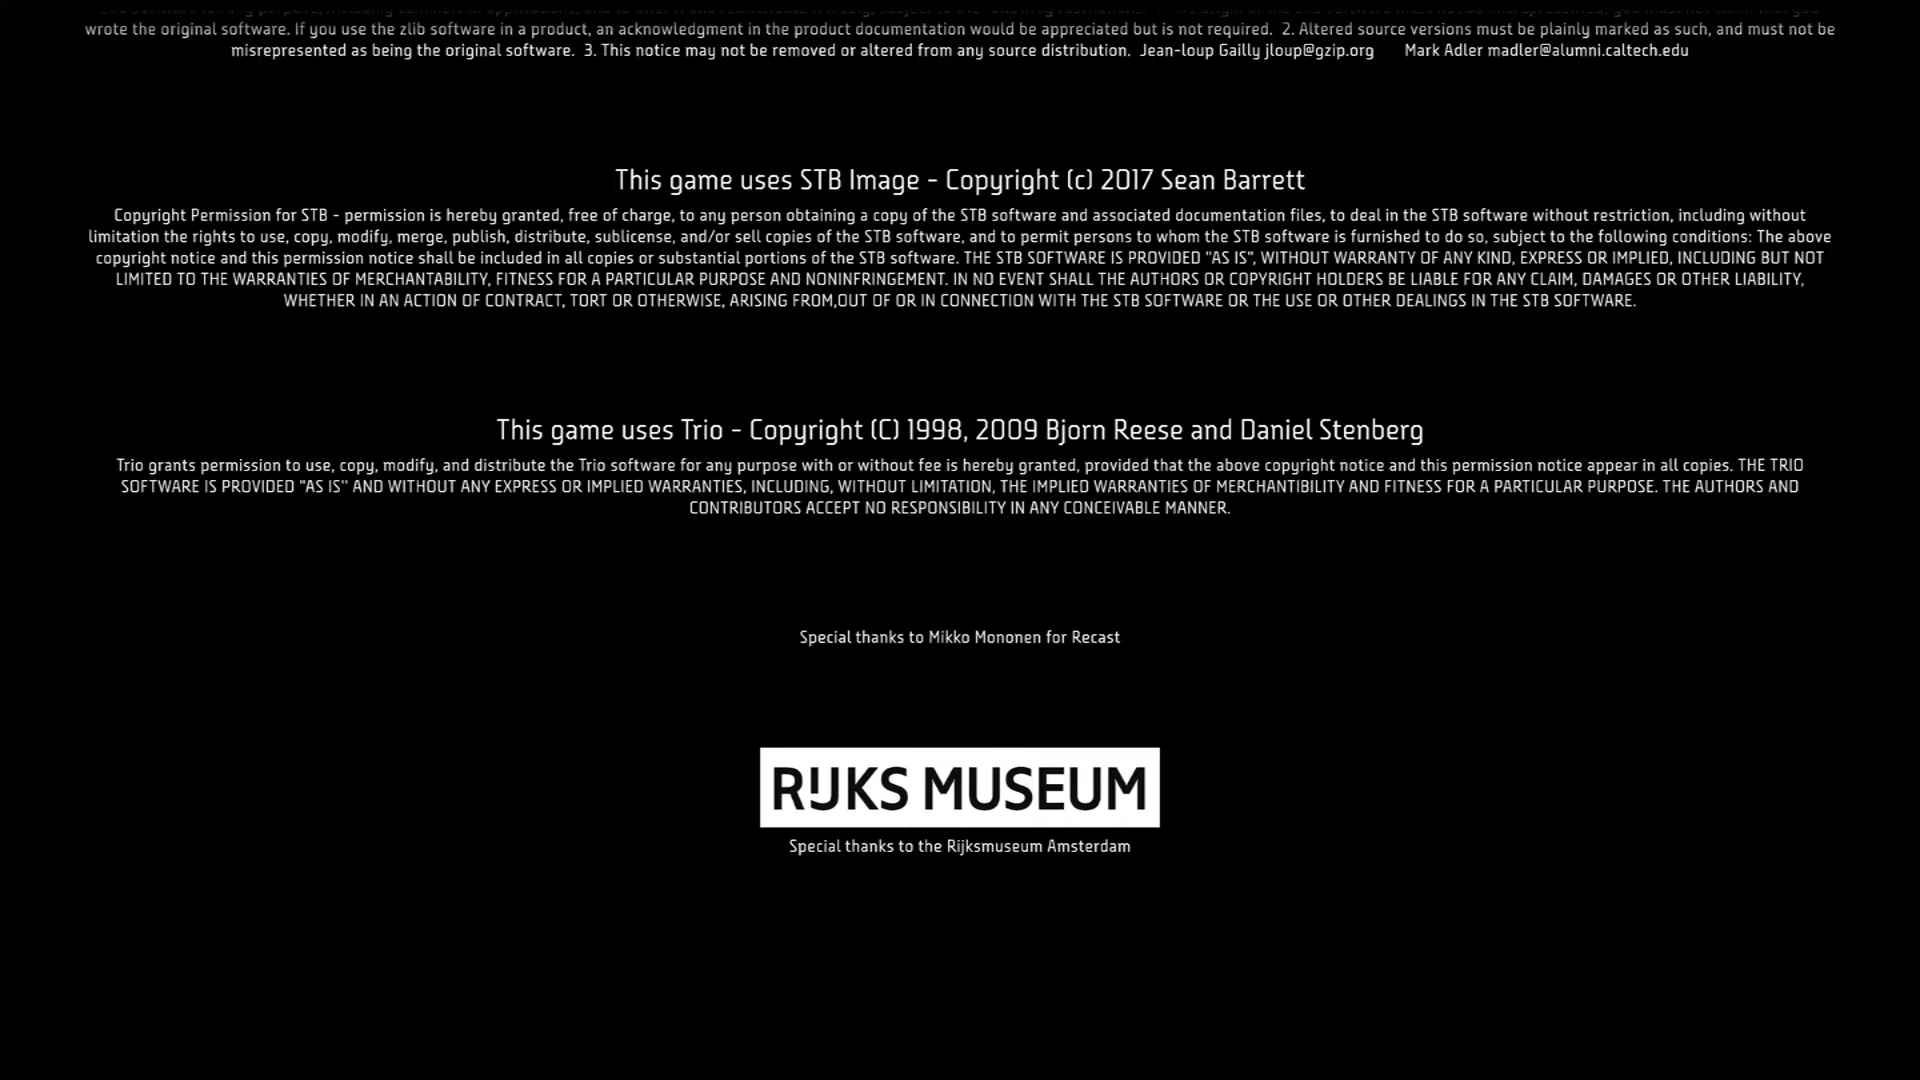 wrote the original software. If you use the zlib software in a product, an acknowledgment in the product documentation would be appreciated but is not required.  2. Altered source versions must be plainly marked as such, and must not be
misrepresented as being the original software.  3. This notice may not be removed or altered from any source distribution.  Jean-loup Gailly jloup@gzip.org      Mark Adler madler@alumni.caltech.edu
This game uses STB Image - Copyright (c) 2017 Sean Barrett
Copyright Permission for STB - permission is hereby granted, free of charge, to any person obtaining a copy of the STB software and associated documentation files, to deal in the STB software without restriction, including without
limitation the rights to use, copy, modify, merge, publish, distribute, sublicense, and/or sell copies of the STB software, and to permit persons to whom the STB software is furnished to do so, subject to the following conditions: The above
copyright notice and this permission notice shall be included in all copies or substantial portions of the STB software. THE STB SOFTWARE IS PROVIDED "AS IS", WITHOUT WARRANTY OF ANY KIND, EXPRESS OR IMPLIED, INCLUDING BUT NOT
LIMITED TO THE WARRANTIES OF MERCHANTABILITY, FITNESS FOR A PARTICULAR PURPOSE AND NONINFRINGEMENT. IN NO EVENT SHALL THE AUTHORS OR COPYRIGHT HOLDERS BE LIABLE FOR ANY CLAIM, DAMAGES OR OTHER LIABILITY,
WHETHER IN AN ACTION OF CONTRACT, TORT OR OTHERWISE, ARISING FROM,OUT OF OR IN CONNECTION WITH THE STB SOFTWARE OR THE USE OR OTHER DEALINGS IN THE STB SOFTWARE.
This game uses Trio - Copyright (C) 1998, 2009 Bjorn Reese and Daniel Stenberg
Trio grants permission to use, copy, modify, and distribute the Trio software for any purpose with or without fee is hereby granted, provided that the above copyright notice and this permission notice appear in all copies. THE TRIO
SOFTWARE IS PROVIDED "AS IS'' AND WITHOUT ANY EXPRESS OR IMPLIED WARRANTIES, INCLUDING, WITHOUT LIMITATION, THE IMPLIED WARRANTIES OF MERCHANTIBILITY AND FITNESS FOR A PARTICULAR PURPOSE. THE AUTHORS AND
CONTRIBUTORS ACCEPT NO RESPONSIBILITY IN ANY CONCEIVABLE MANNER.
Special thanks to Mikko Mononen for Recast
RIJKS MUSEUM
Special thanks to the Rijksmuseum Amsterdam